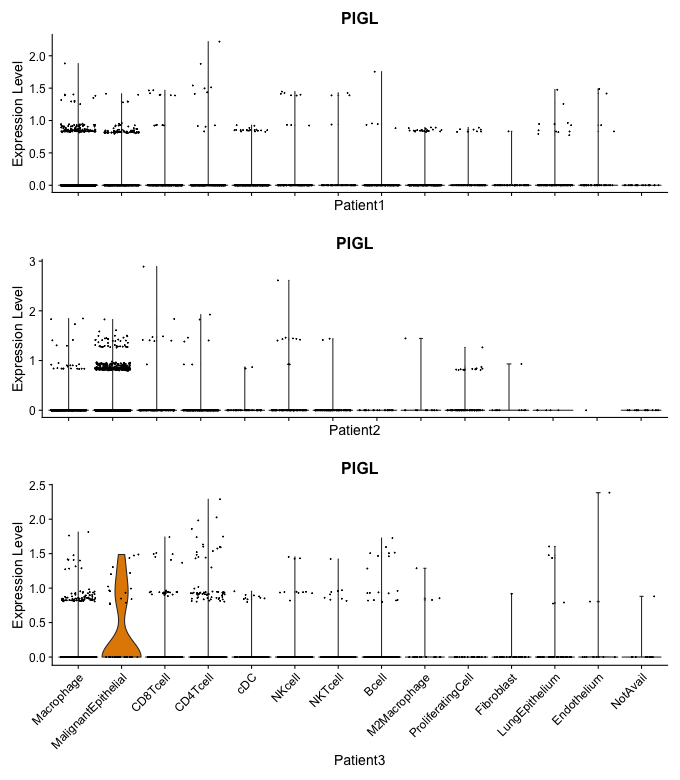 PIGL
Expression Level
2.0
1.5
1.0
0.5
0.0
Patient1
PIGL
Expression Level
3
2
1
0
Patient2
PIGL
Expression Level
2.5
2.0
1.5
1.0
0.5
0.0
Macrophage
MalignantEpithelial
CD8Tcell
CD4Tcell
cDC
NKcell
NKTcell
Bcell
M2Macrophage
ProliferatingCell
Fibroblast
LungEpithelium
Endothelium
NotAvail
Patient3